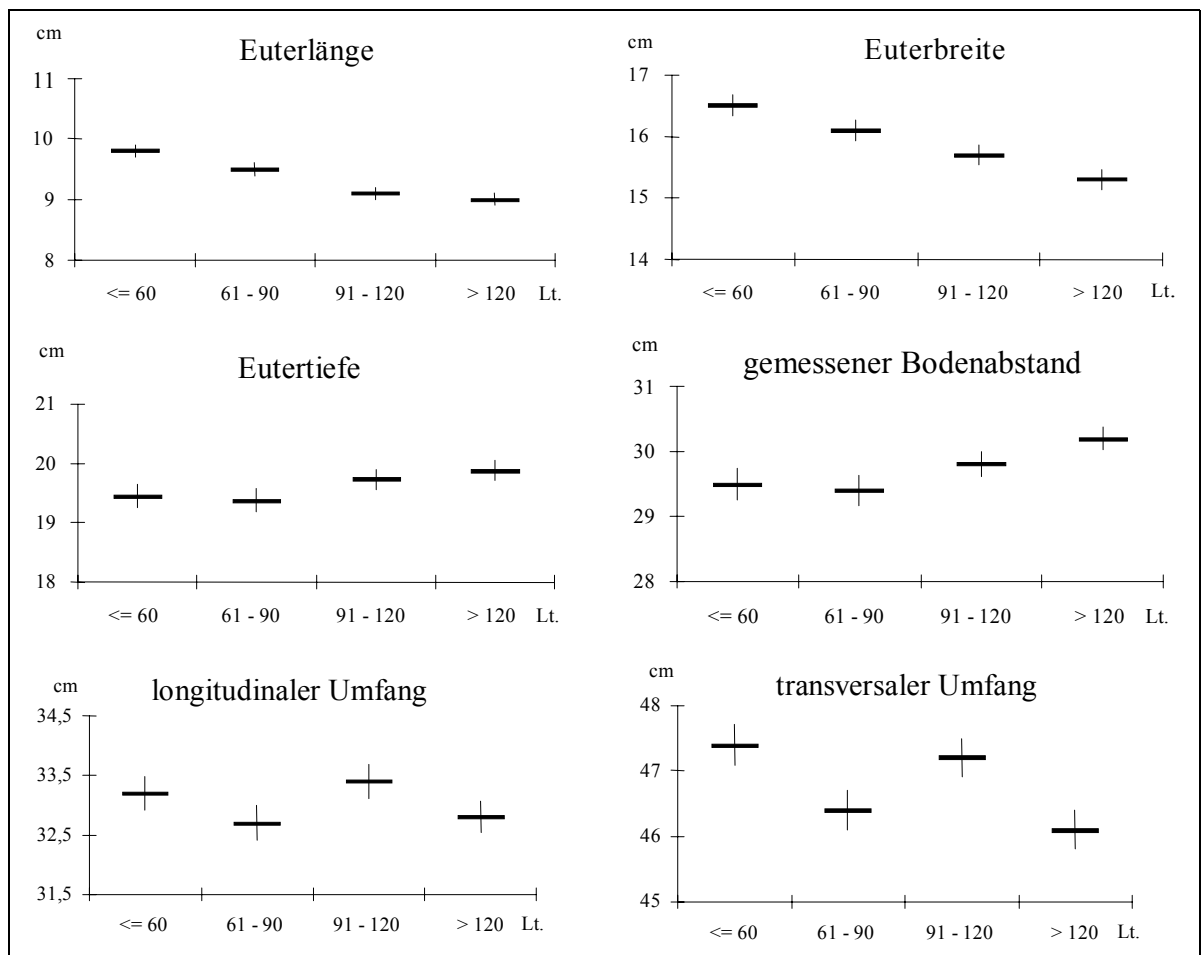 cm
Euterlänge
11
10
9
8
<= 60 61 - 90 91 - 120 > 120 Lt.
cm
Euterbreite
17
16
15
14
<= 60 61 - 90 91 - 120 > 120 Lt.
cm
Eutertiefe
21
20
19
18
<= 60 61 - 90 91 - 120 > 120 Lt.
cm
gemessener Bodenabstand
31
30
29
28
<= 60 61 - 90 91 - 120 > 120 Lt.
cm
longitudinaler Umfang
34,5
33,5
32,5
31,5
<= 60 61 - 90 91 - 120 > 120 Lt.
cm
transversaler Umfang
48
47
46
45
<= 60 61 - 90 91 - 120 > 120 Lt.